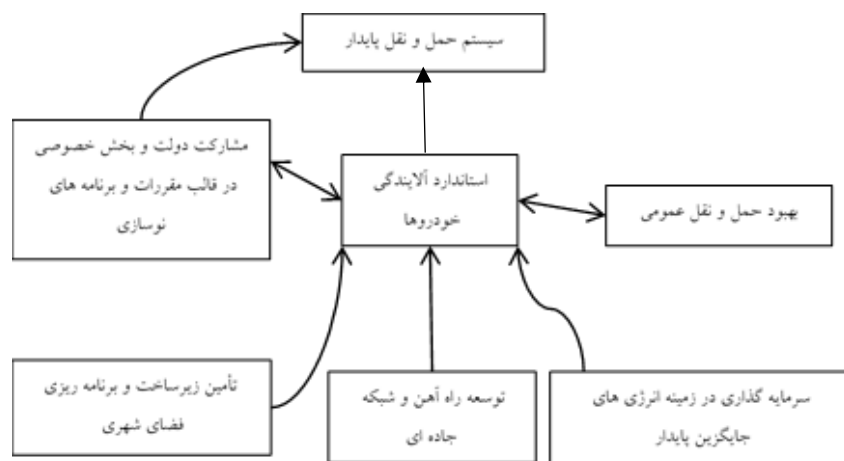 سیستم حمل و نقل پایدار
مشارکت دولت و بخش خصوصی
در قالب مقررات و برنامه های
نوسازی
استاندارد آلایندگی
خودروها
بهبود حمل و نقل عمومی
تأمین زیرساخت و برنامه ریزی
فضای شهری
توسعه راه آهن و شبکه
جاده ای
سرمایه گذاری در زمینه انرژی های
جایگزین پایدار